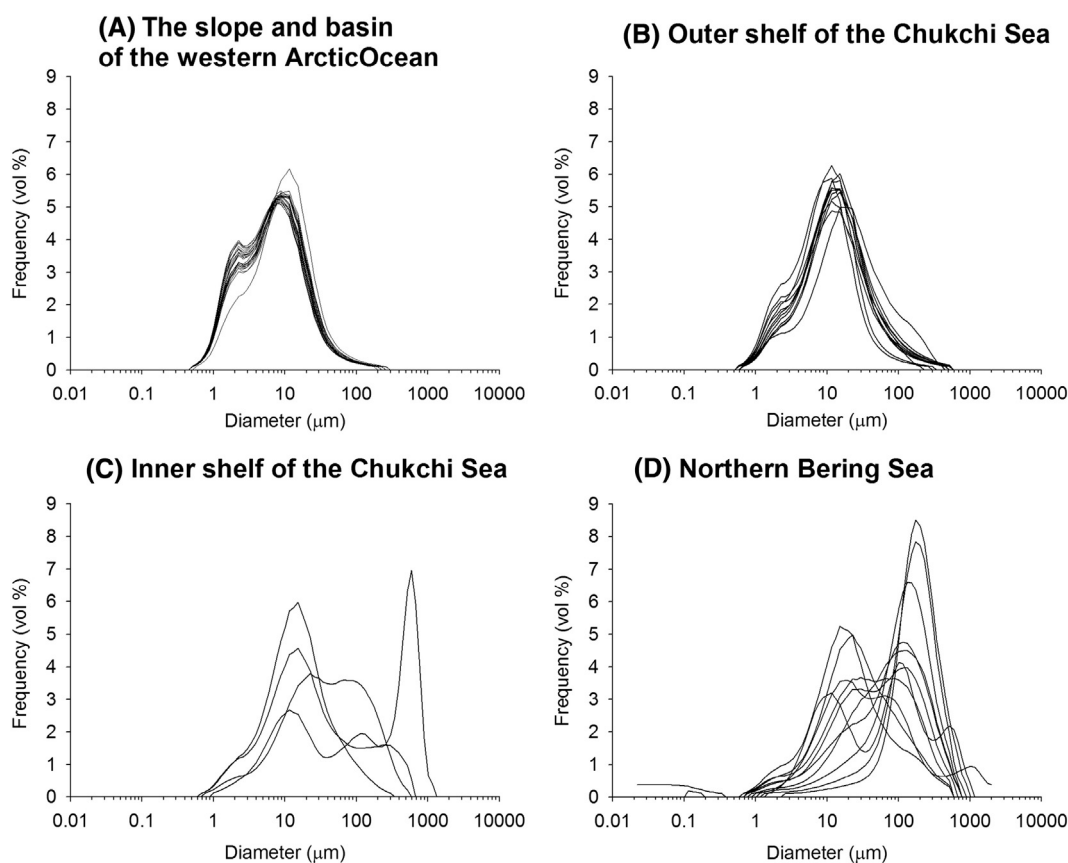 (A) The slope and basin
of the western ArcticOcean
9
8
7
6
5
4
3
2
1
0
Frequency (vol %)
0.01 0.1 1 10 100 1000 10000
Diameter (μm)
(B) Outer shelf of the Chukchi Sea
9
8
7
6
5
4
3
2
1
0
Frequency (vol %)
0.01 0.1 1 10 100 1000 10000
Diameter (μm)
(C) Inner shelf of the Chukchi Sea
9
8
7
6
5
4
3
2
1
0
Frequency (vol %)
0.01 0.1 1 10 100 1000 10000
Diameter (μm)
(D) Northern Bering Sea
9
8
7
6
5
4
3
2
1
0
Frequency (vol %)
0.01 0.1 1 10 100 1000 10000
Diameter (μm)